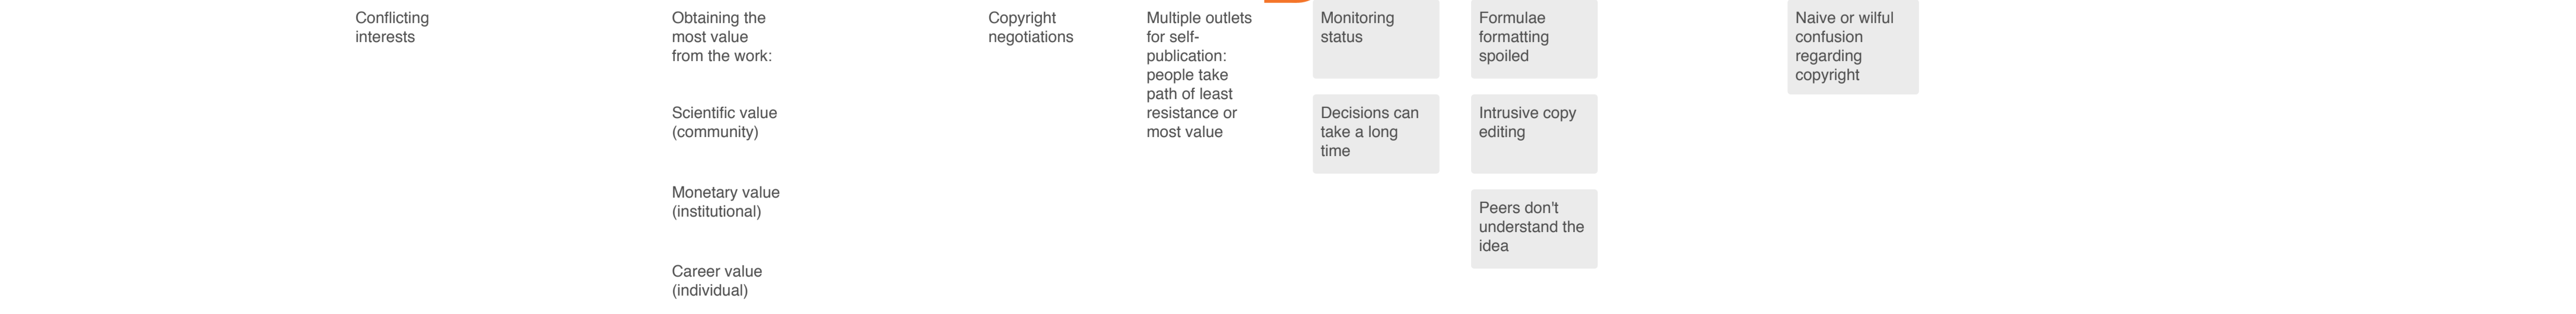 Conflicting
interests
Obtaining the
most value
from the work:
Scientific value
(community)
Monetary value
(institutional)
Career value
(individual)
Copyright
negotiations
Multiple outlets
for self-
publication:
people take
path of least
resistance or
most value
Monitoring
status
Decisions can
take a long
time
Formulae
formatting
spoiled
Intrusive copy
editing
Peers don't
understand the
idea
Naive or wilful
confusion
regarding
copyright